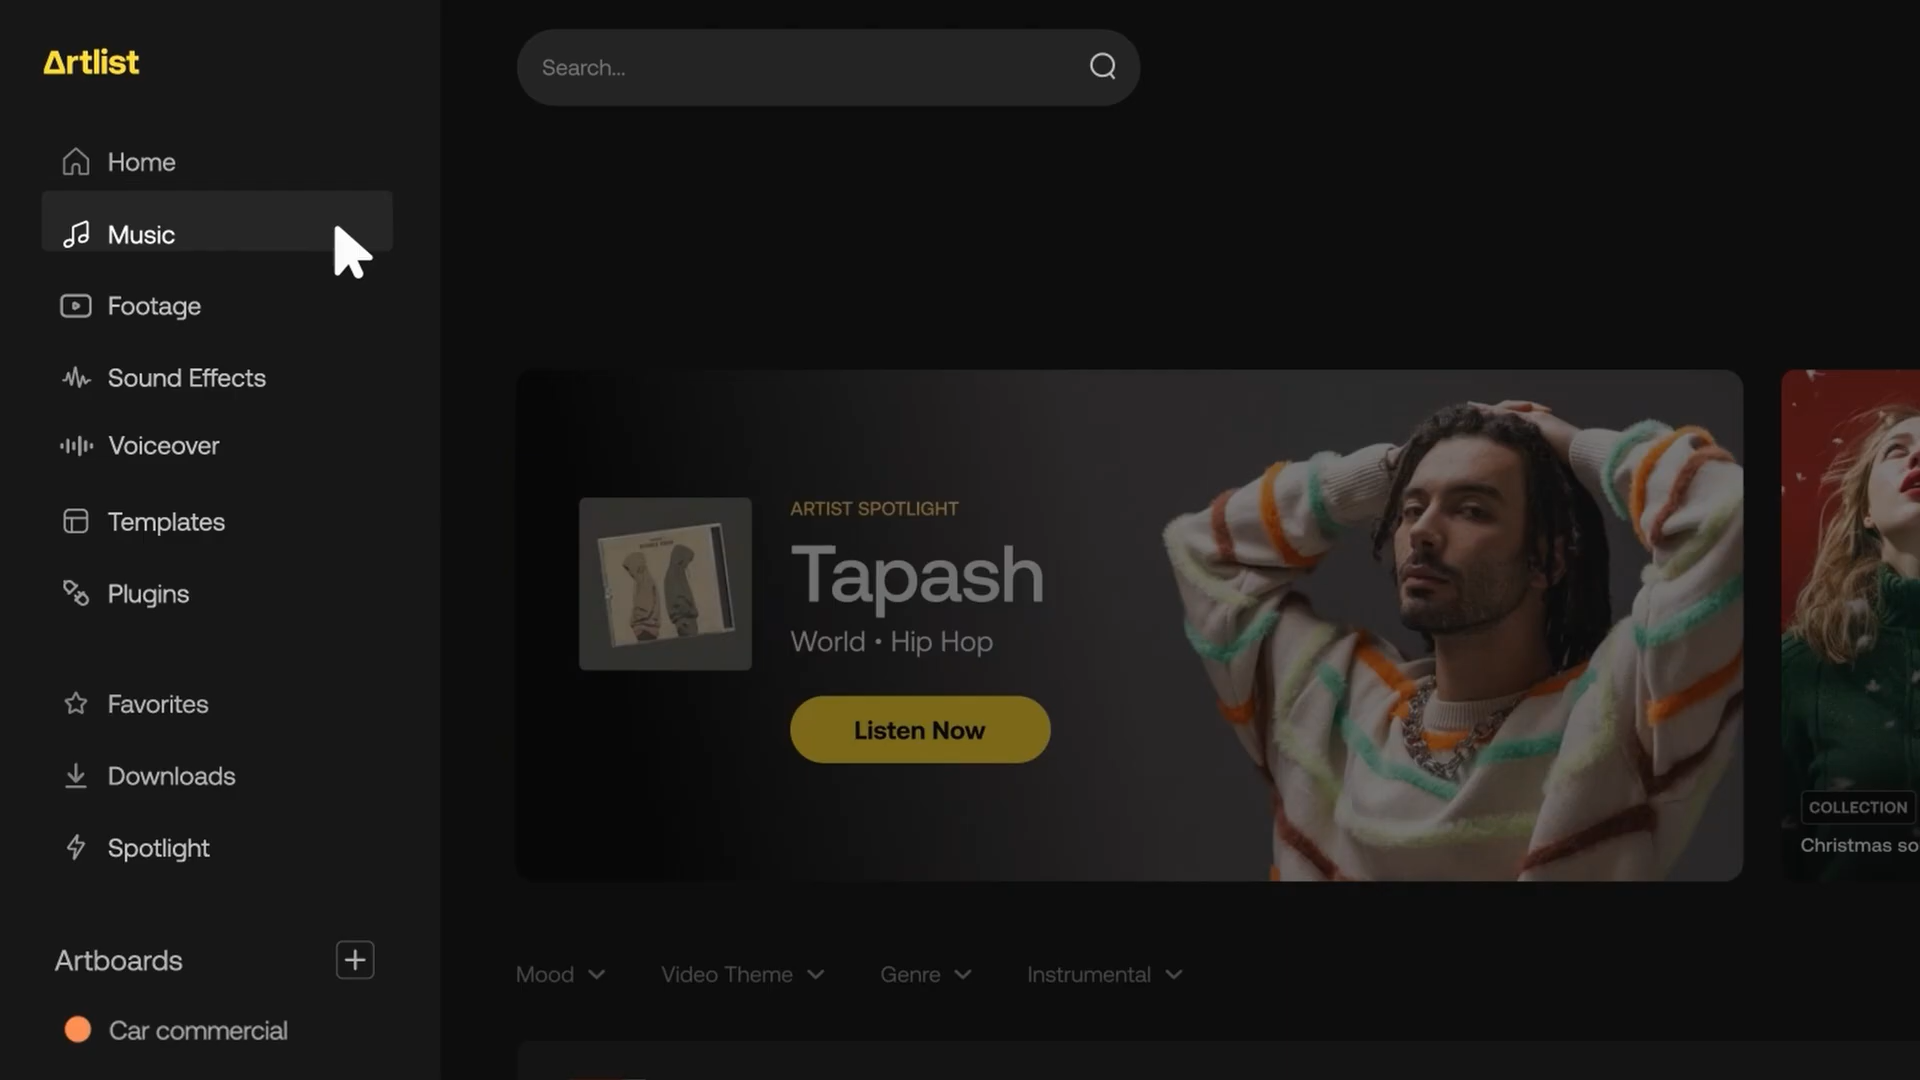 Artlist
Search...
Home
Music
Footage
Sound Effects
Voiceover
Templates
Plugins
Favorites
Downloads
Spotlight
Artboards
Car commercial
ARTIST SPOTLIGHT
Tapash
World • Hip Hop
Listen Now
COLLECTION
Christmas so
Mood
Video Theme
Genre
Instrumental